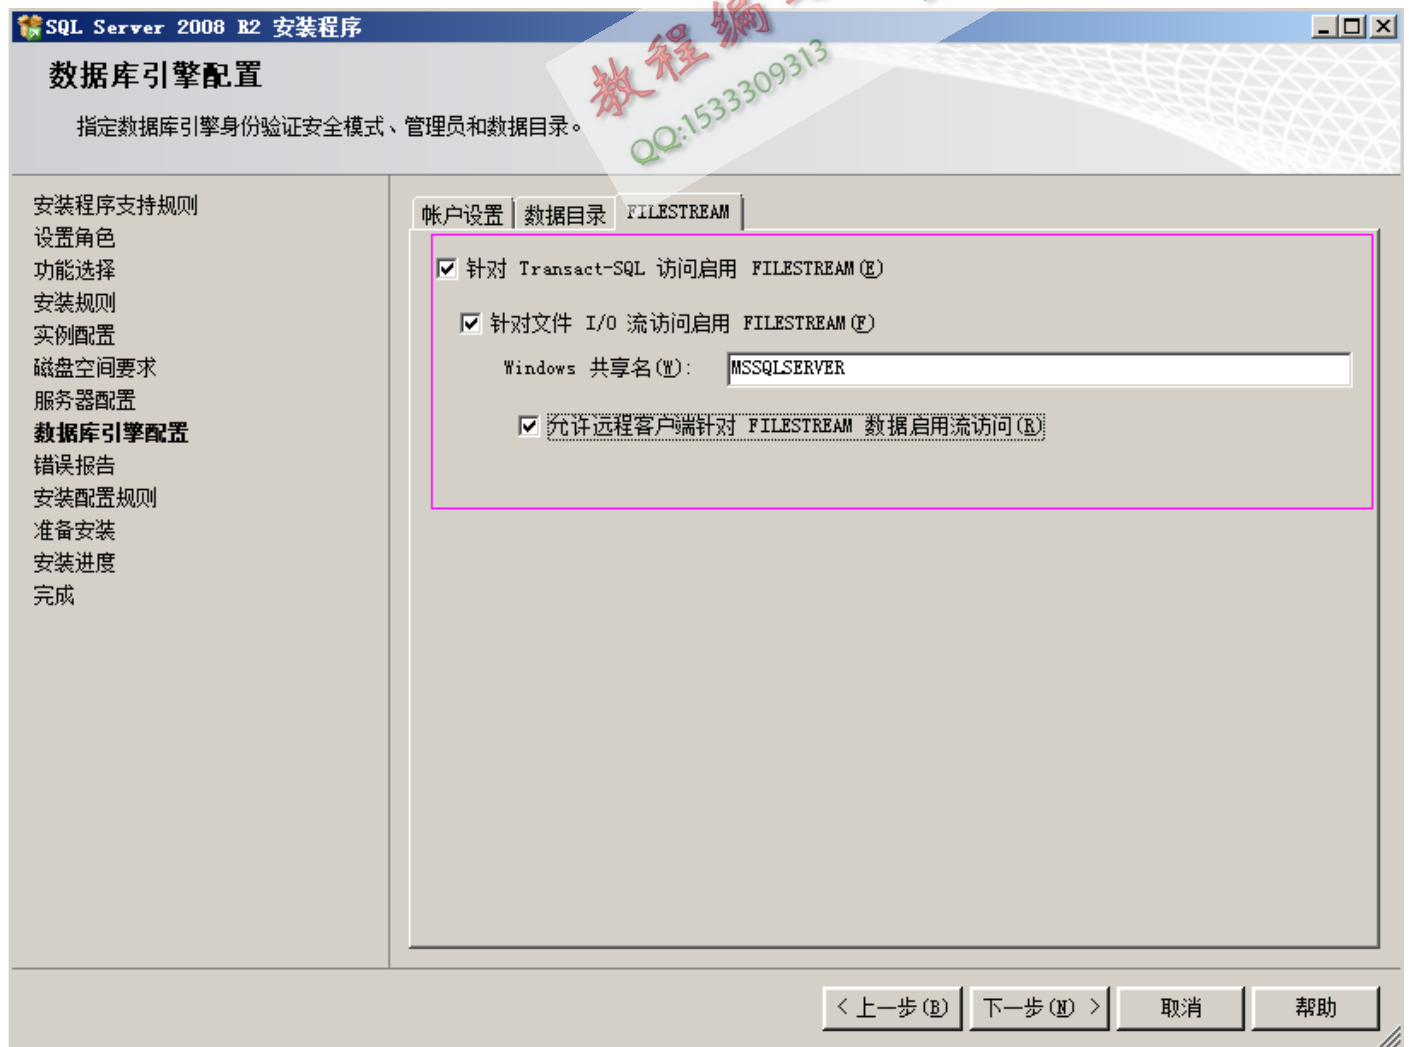 SQL Server 2008 R2 安装程序
教程编
QQ:1533309313
数据库引擎配置
指定数据库引擎身份验证安全模式、管理员和数据目录。
安装程序支持规则
设置角色
功能选择
安装规则
实例配置
磁盘空间要求
服务器配置
数据库引擎配置
错误报告
安装配置规则
准备安装
安装进度
完成
帐户设置 数据目录 FILESTREAM
针对 Transact-SQL 访问启用 FILESTREAM(E)
针对文件 I/O 流访问启用 FILESTREAM(F)
Windows 共享名(W): MSSQLSERVER
允许远程客户端针对 FILESTREAM 数据启用流访问(R)
< 上一步(B) 下一步(N) > 取消 帮助